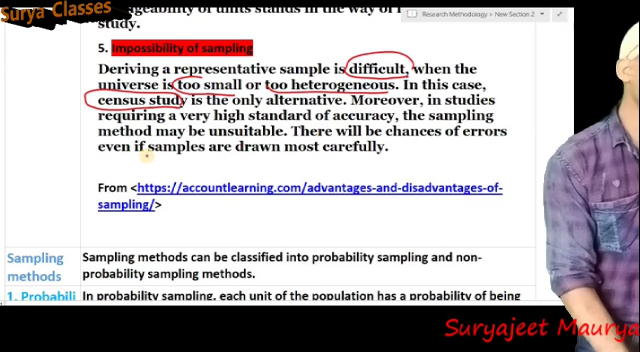 Surya Classes
Research Methodology – New Section 2
study.
5. Impossibility of sampling
Deriving a representative sample is difficult, when the
universe is too small or too heterogeneous. In this case,
census study is the only alternative. Moreover, in studies
requiring a very high standard of accuracy, the sampling
method may be unsuitable. There will be chances of errors
even if samples are drawn most carefully.
From <https://accountlearning.com/advantages-and-disadvantages-of-
sampling/>
Sampling
methods
Sampling methods can be classified into probability sampling and non-
probability sampling methods.
1. Probabili
In probability sampling, each unit of the population has a probability of being
Suryajeet Maurya